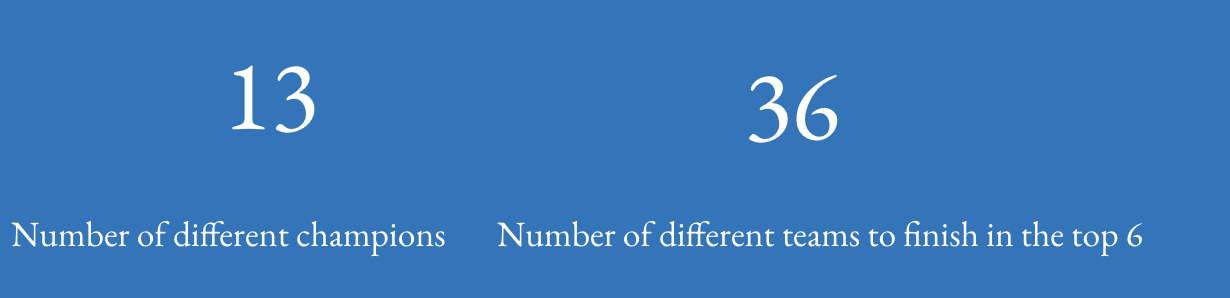 13
36
Number of different champions
Number of different teams to finish in the top 6